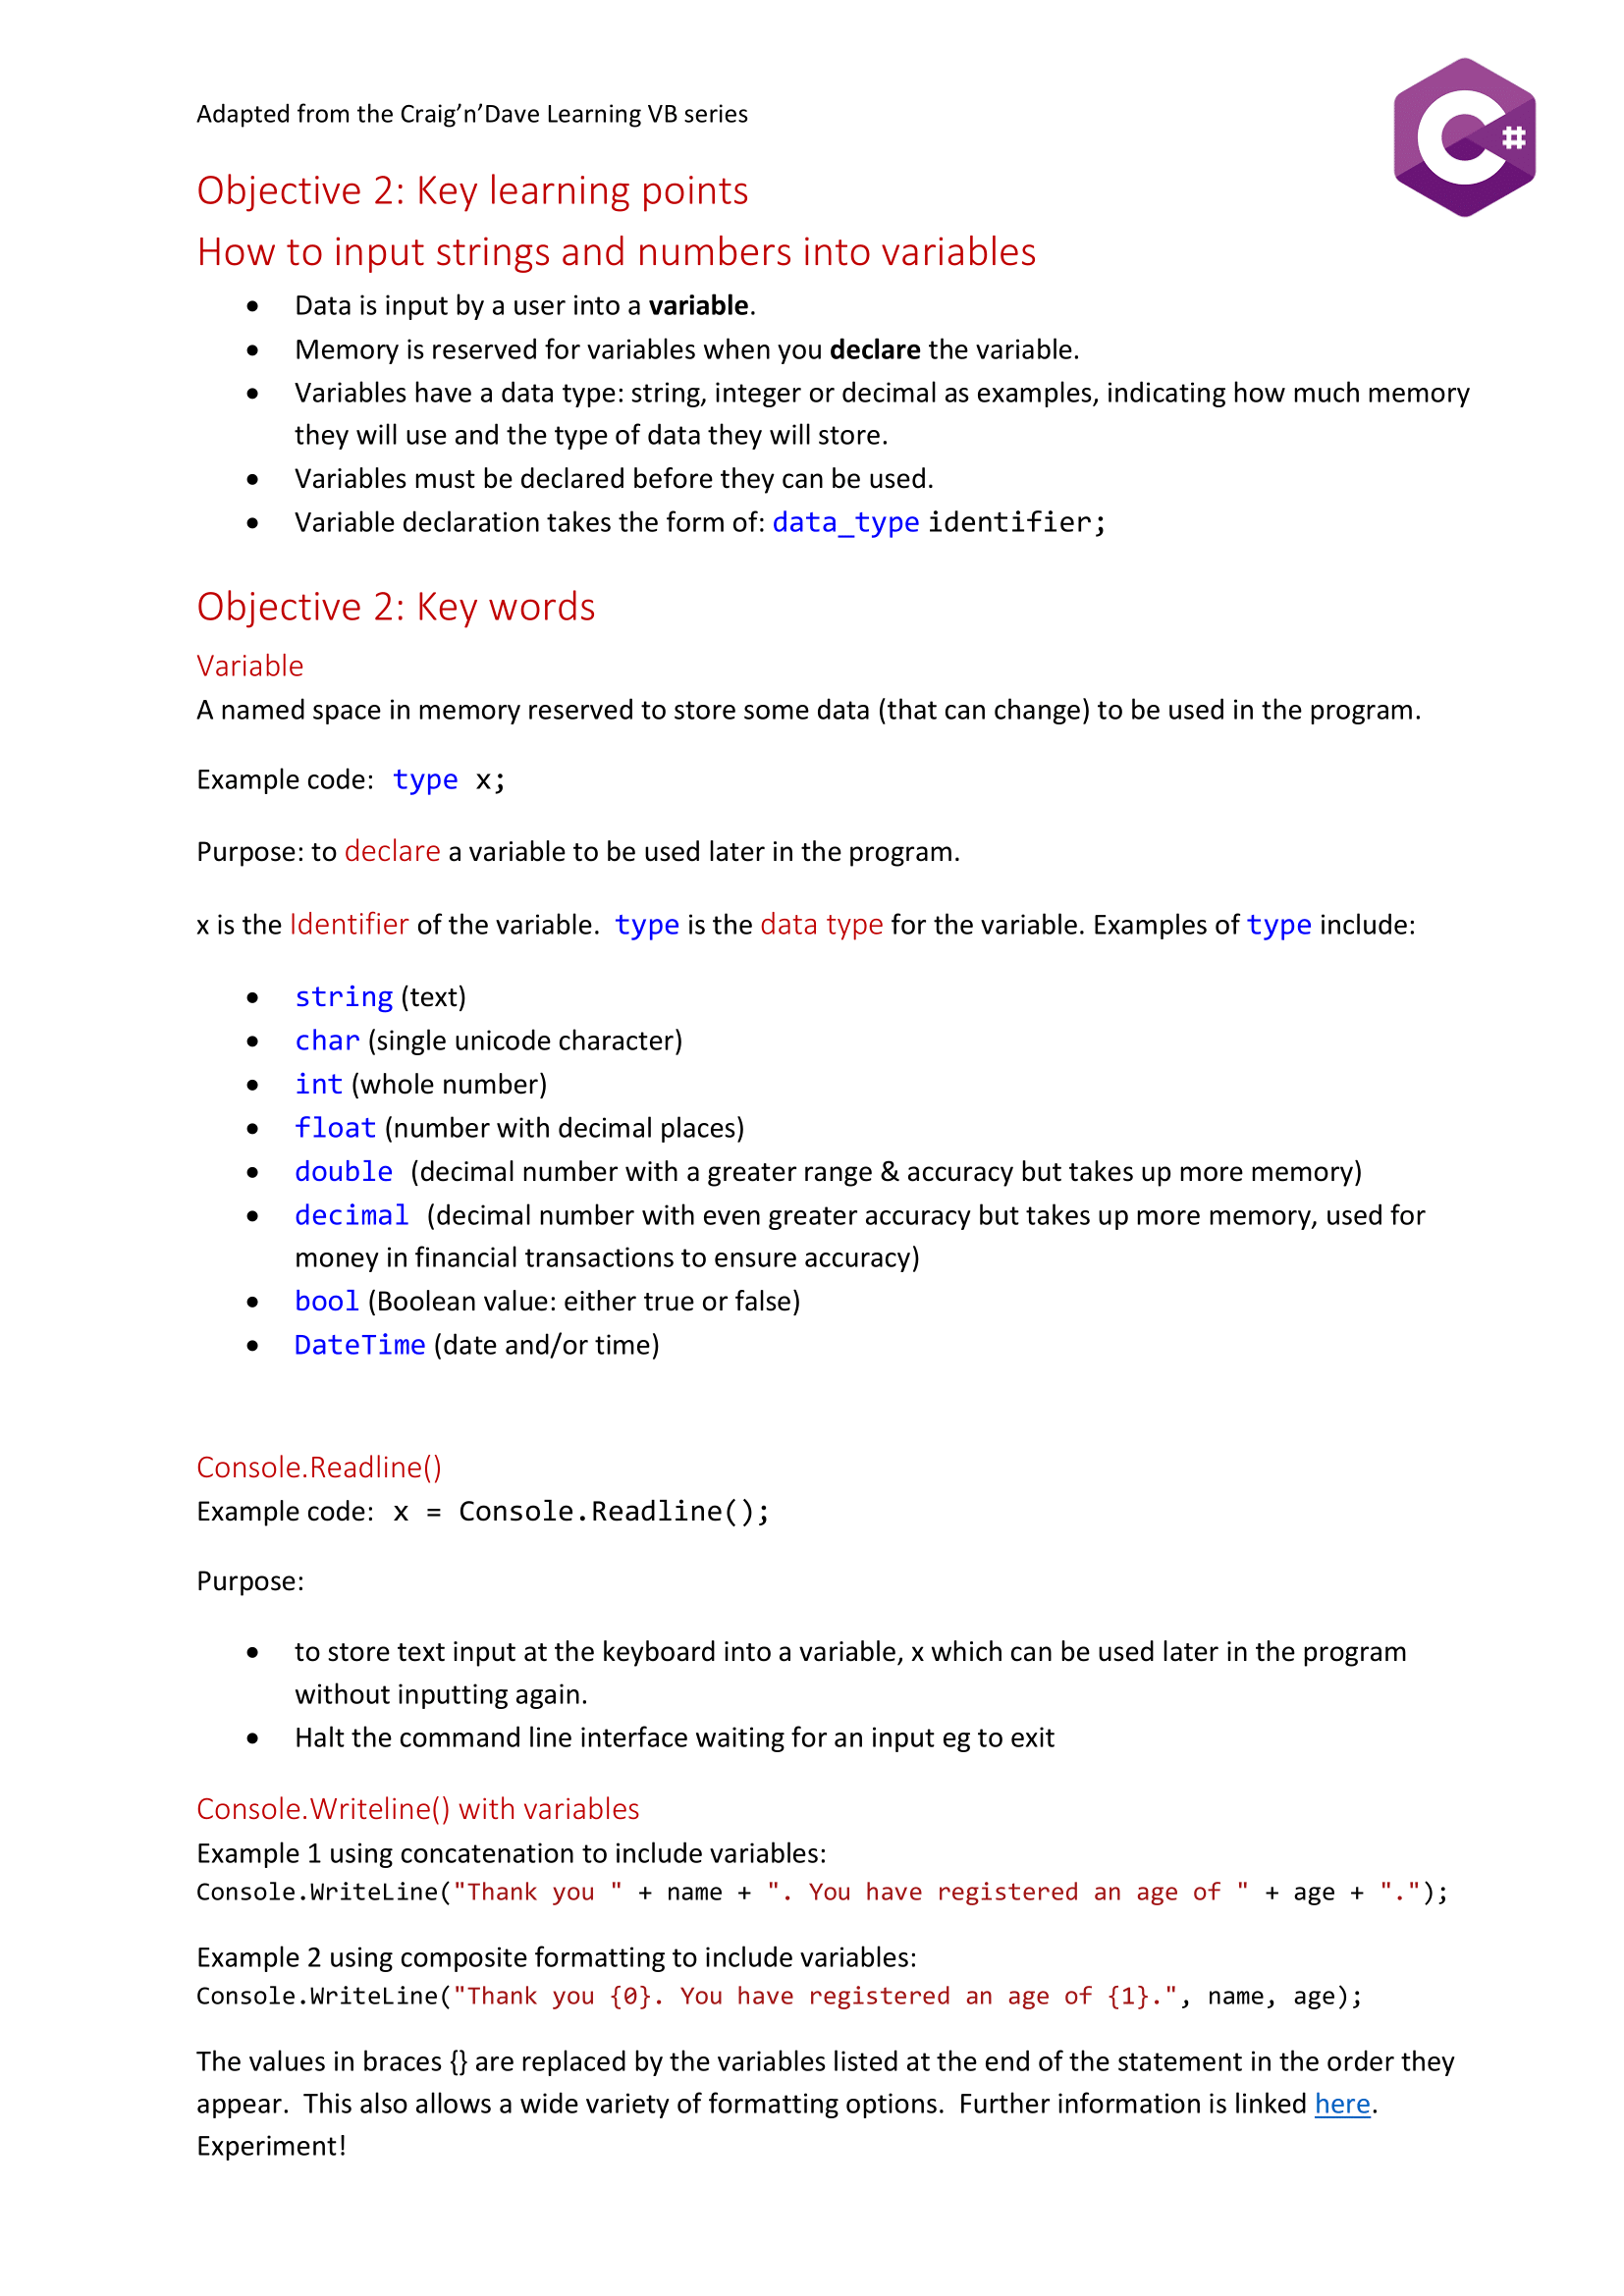 Adapted from the Craig’n’Dave Learning VB series
C#
Objective 2: Key learning points
How to input strings and numbers into variables
• Data is input by a user into a variable.
• Memory is reserved for variables when you declare the variable.
• Variables have a data type: string, integer or decimal as examples, indicating how much memory
they will use and the type of data they will store.
• Variables must be declared before they can be used.
• Variable declaration takes the form of: data_type identifier;
Objective 2: Key words
Variable
A named space in memory reserved to store some data (that can change) to be used in the program.
Example code: type x;
Purpose: to declare a variable to be used later in the program.
x is the Identifier of the variable. type is the data type for the variable. Examples of type include:
• string (text)
• char (single unicode character)
• int (whole number)
• float (number with decimal places)
• double (decimal number with a greater range & accuracy but takes up more memory)
• decimal (decimal number with even greater accuracy but takes up more memory, used for
money in financial transactions to ensure accuracy)
• bool (Boolean value: either true or false)
• DateTime (date and/or time)
Console.Readline()
Example code: x = Console.Readline();
Purpose:
• to store text input at the keyboard into a variable, x which can be used later in the program
without inputting again.
• Halt the command line interface waiting for an input eg to exit
Console.Writeline() with variables
Example 1 using concatenation to include variables:
Console.WriteLine("Thank you " + name + ". You have registered an age of " + age + ".");
Example 2 using composite formatting to include variables:
Console.WriteLine("Thank you {0}. You have registered an age of {1}.", name, age);
The values in braces {} are replaced by the variables listed at the end of the statement in the order they
appear. This also allows a wide variety of formatting options. Further information is linked here.
Experiment!